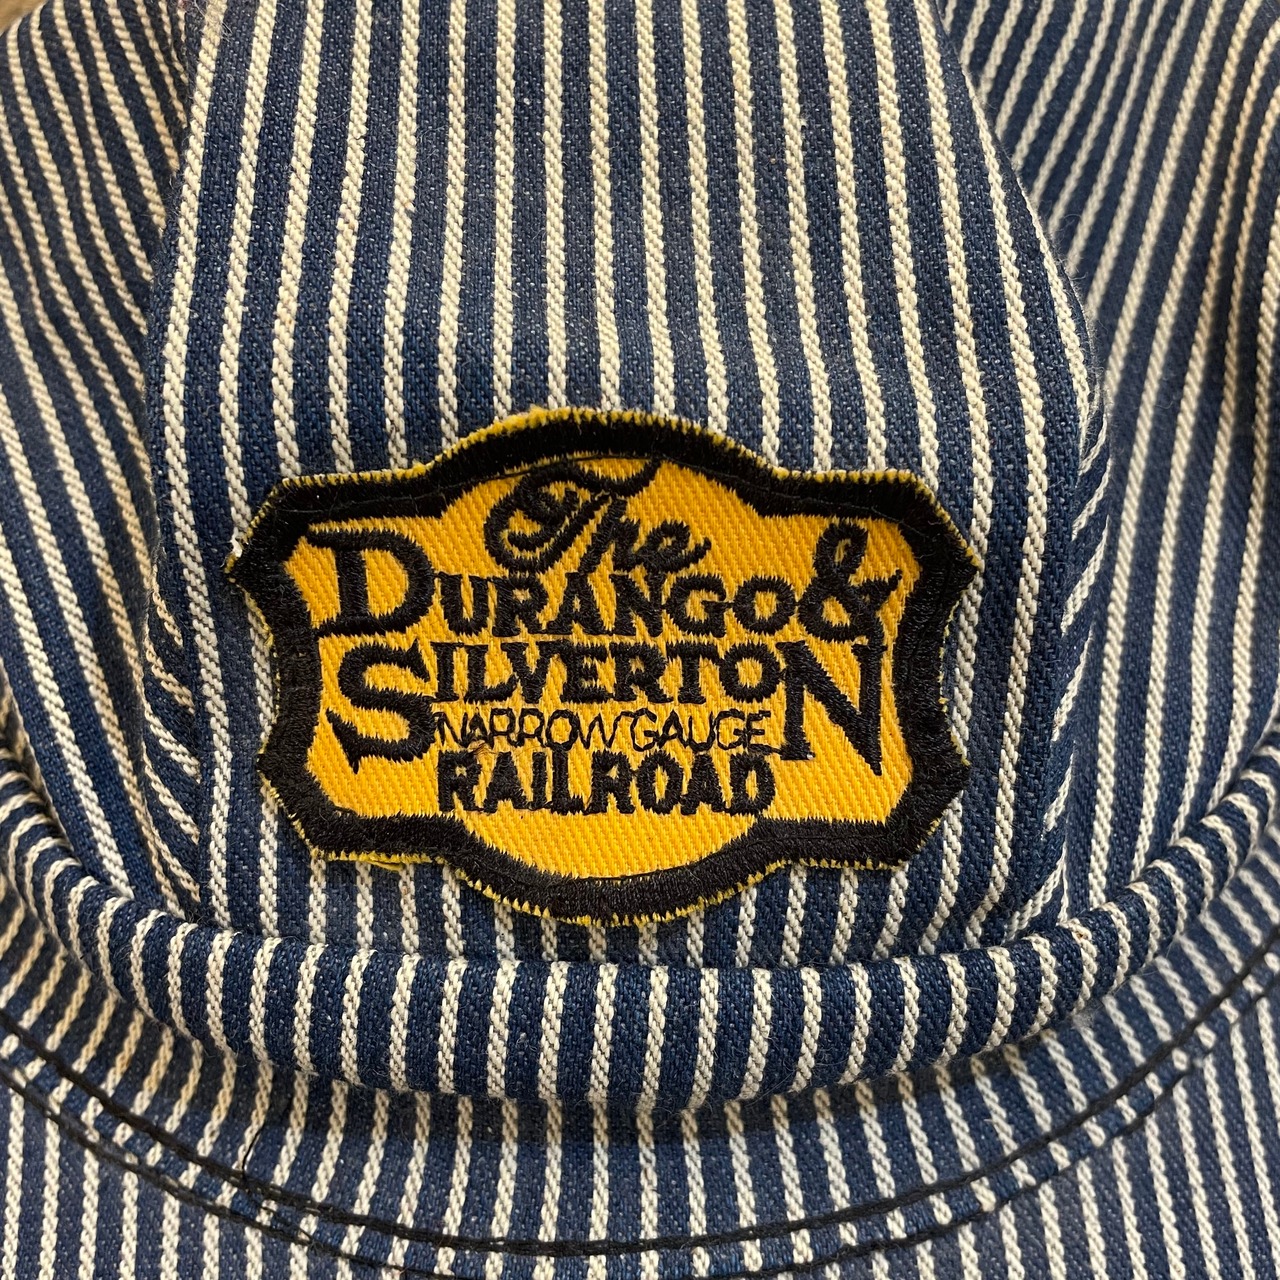 The
DURANGO &
SILVERTON
NARROW GAUGE
RAILROAD